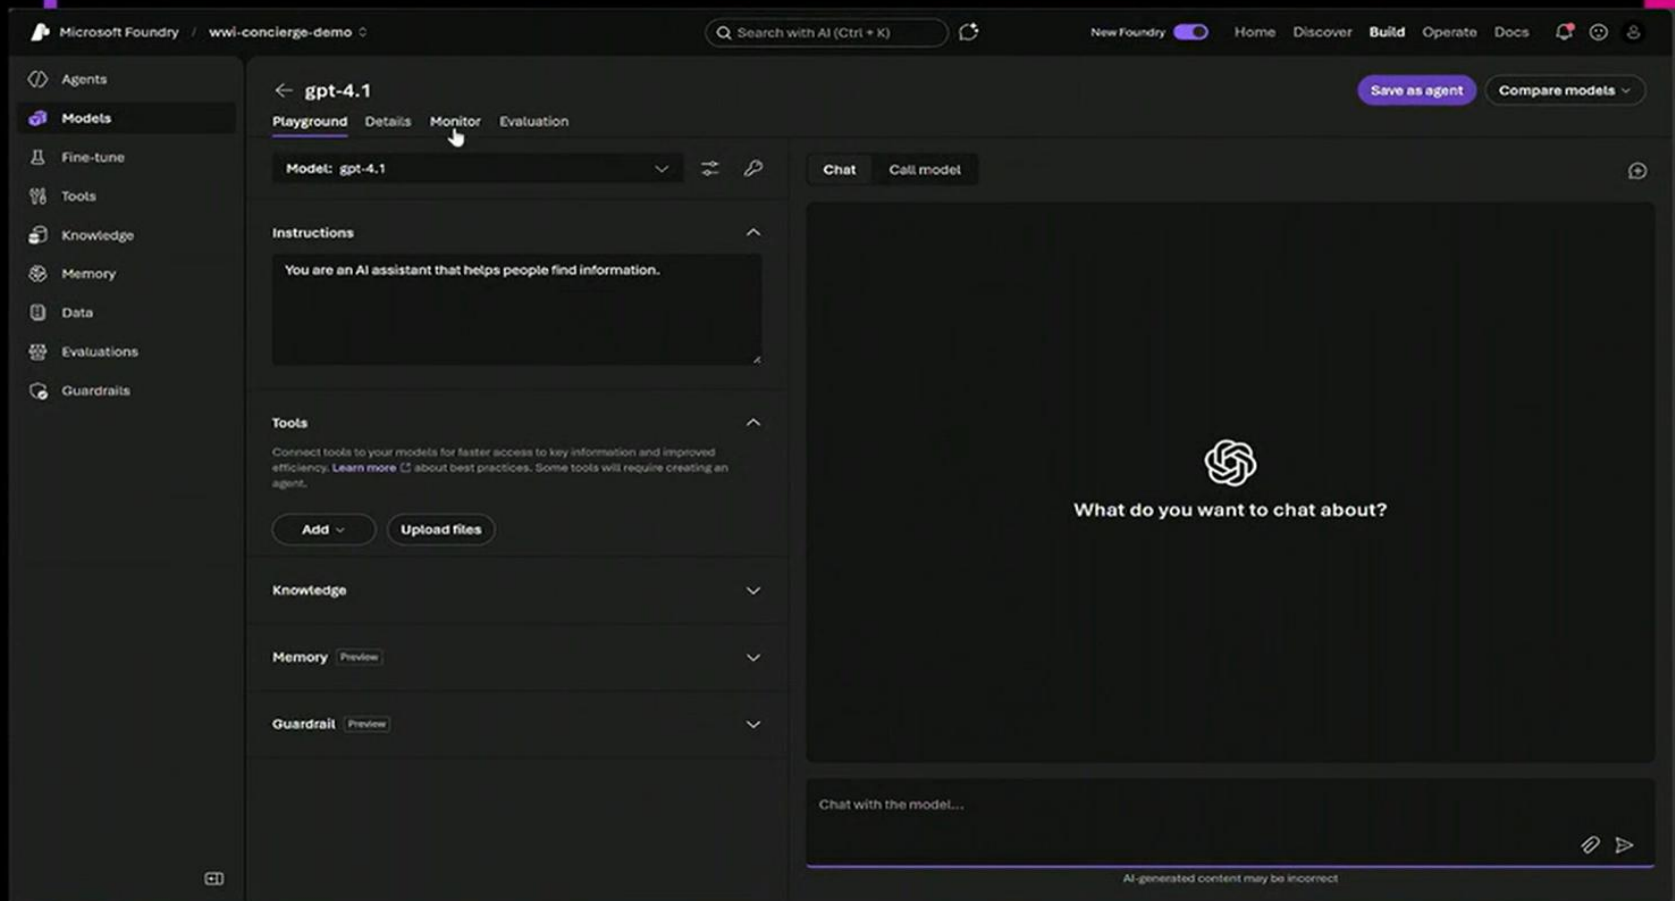 Microsoft Foundry / wwi-concierge-demo
Search with AI (Ctrl + K)
New Foundry
Home
Discover
Build
Operate
Docs
Agents
Models
Fine-tune
Tools
Knowledge
Memory
Data
Evaluations
Guardrails
gpt-4.1
Save as agent
Compare models
Playground
Details
Monitor
Evaluation
Model: gpt-4.1
Instructions
You are an AI assistant that helps people find information.
Tools
Connect tools to your models for faster access to key information and improved
efficiency. Learn more about best practices. Some tools will require creating an
agent.
Add
Upload files
Knowledge
Memory Preview
Guardrail Preview
Chat
Call model
What do you want to chat about?
Chat with the model...
AI-generated content may be incorrect